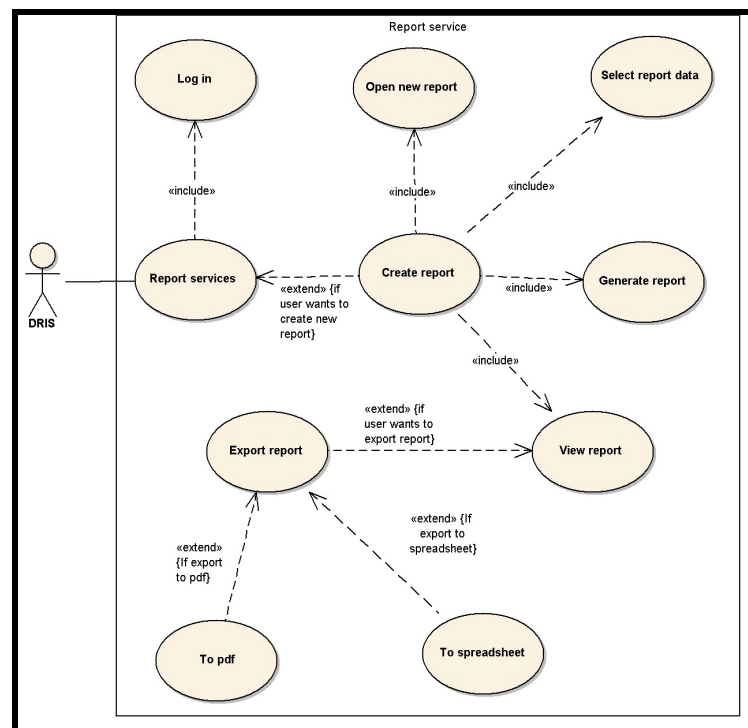 Report service
Log in
Open new report
Select report data
«include»
«include»
«include»
DRIS
Report services
«extend» {if
user wants to
create new
report}
Create report
«include»
Generate report
«include»
Export report
«extend» {if
user wants to
export report}
View report
«extend»
{If export
to pdf}
«extend» {If
export to
spreadsheet}
To pdf
To spreadsheet